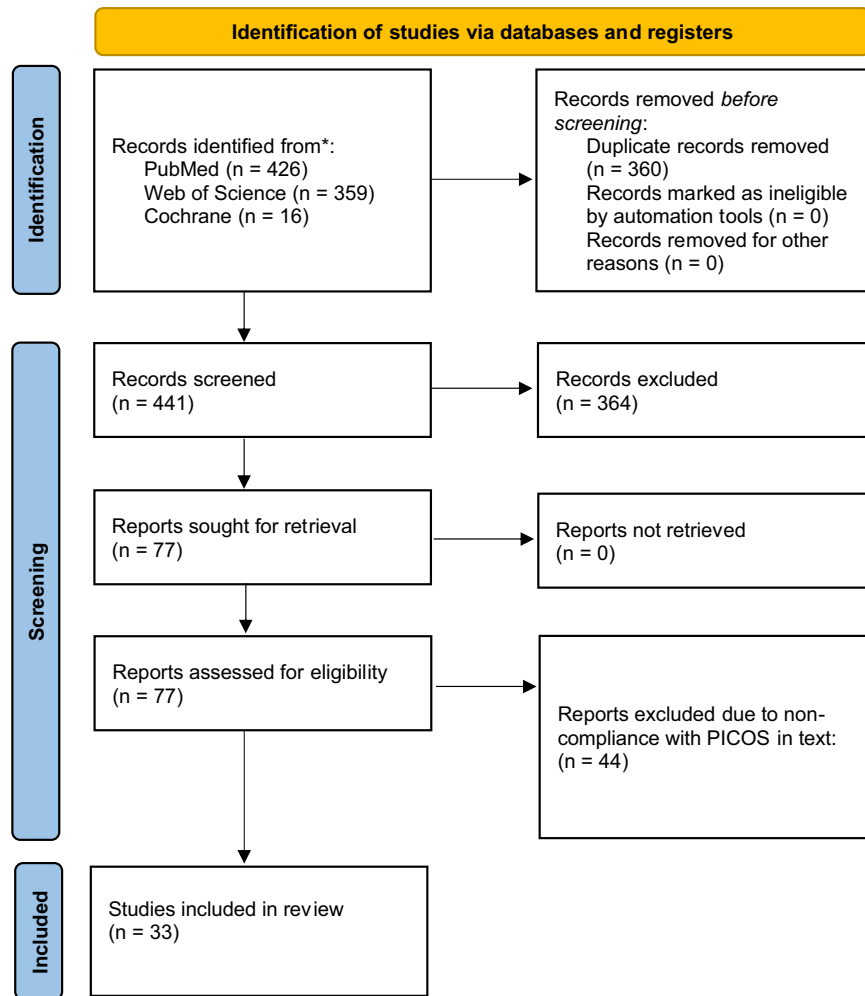 Identification of studies via databases and registers
Identification
Records identified from*:
PubMed (n = 426)
Web of Science (n = 359)
Cochrane (n = 16)
Records removed before
screening:
Duplicate records removed
(n = 360)
Records marked as ineligible
by automation tools (n = 0)
Records removed for other
reasons (n = 0)
Screening
Records screened
(n = 441)
Records excluded
(n = 364)
Reports sought for retrieval
(n = 77)
Reports not retrieved
(n = 0)
Reports assessed for eligibility
(n = 77)
Reports excluded due to non-
compliance with PICOS in text:
(n = 44)
Included
Studies included in review
(n = 33)